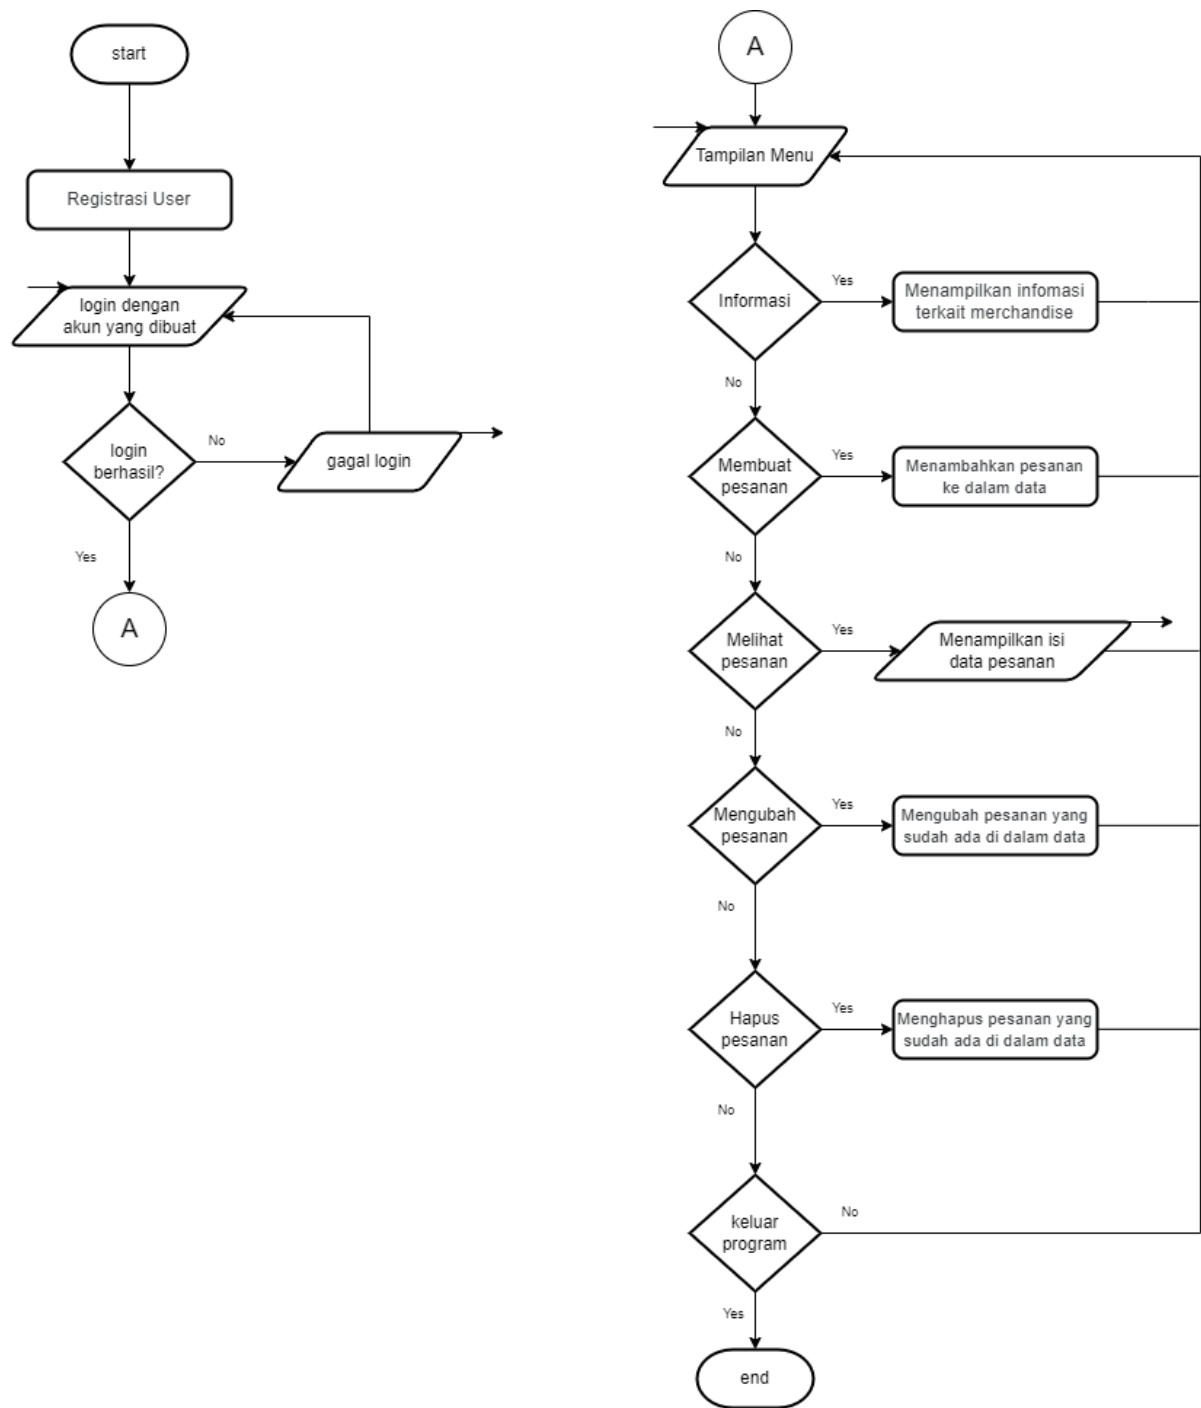 start
Registrasi User
login dengan
akun yang dibuat
login
berhasil?
No
gagal login
Yes
A
A
Tampilan Menu
Informasi
Yes
Menampilkan infomasi
terkait merchandise
No
Membuat
pesanan
Yes
Menambahkan pesanan
ke dalam data
No
Melihat
pesanan
Yes
Menampilkan isi
data pesanan
No
Mengubah
pesanan
Yes
Mengubah pesanan yang
sudah ada di dalam data
No
Hapus
pesanan
Yes
Menghapus pesanan yang
sudah ada di dalam data
No
keluar
program
No
Yes
end